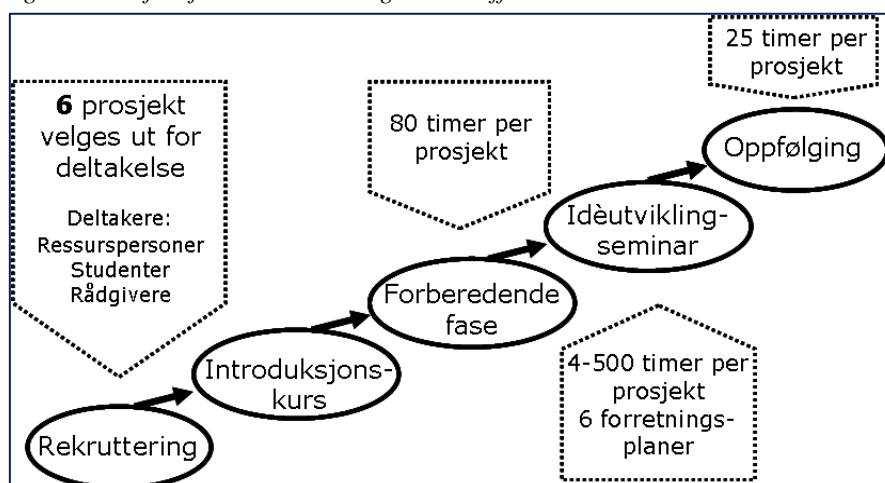 25 timer per
prosjekt
6 prosjekt
velges ut for
deltakelse
Deltakere:
Ressurspersoner
Studenter
Rådgivere
80 timer per
prosjekt
Oppfølging
Idèutvikling-
seminar
Forberedende
fase
Introduksjons-
kurs
4-500 timer per
prosjekt
6 forretnings-
planer
Rekruttering